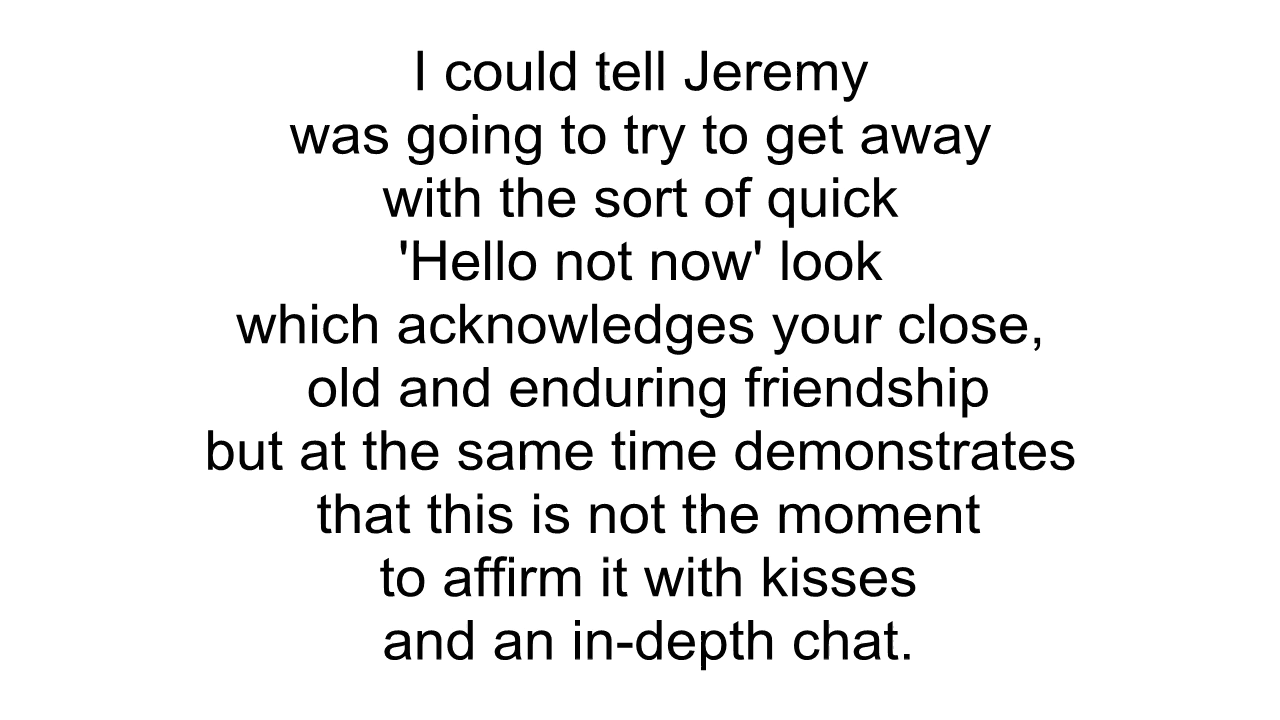 I could tell Jeremy
was going to try to get away
with the sort of quick
'Hello not now' look
which acknowledges your close,
old and enduring friendship
but at the same time demonstrates
that this is not the moment
to affirm it with kisses
and an in-depth chat.